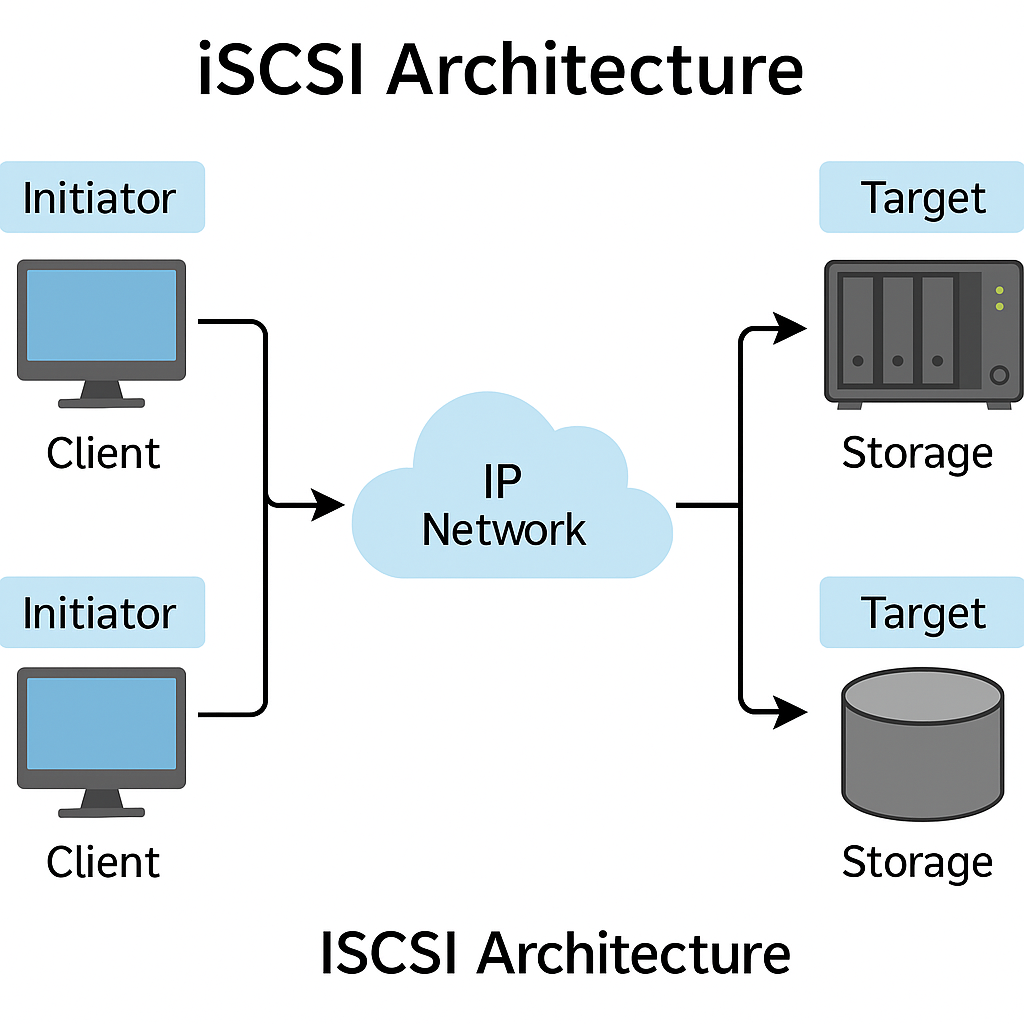 iSCSI Architecture
Initiator
Target
Client
Storage
IP
Network
Initiator
Target
Client
Storage
ISCSI Architecture